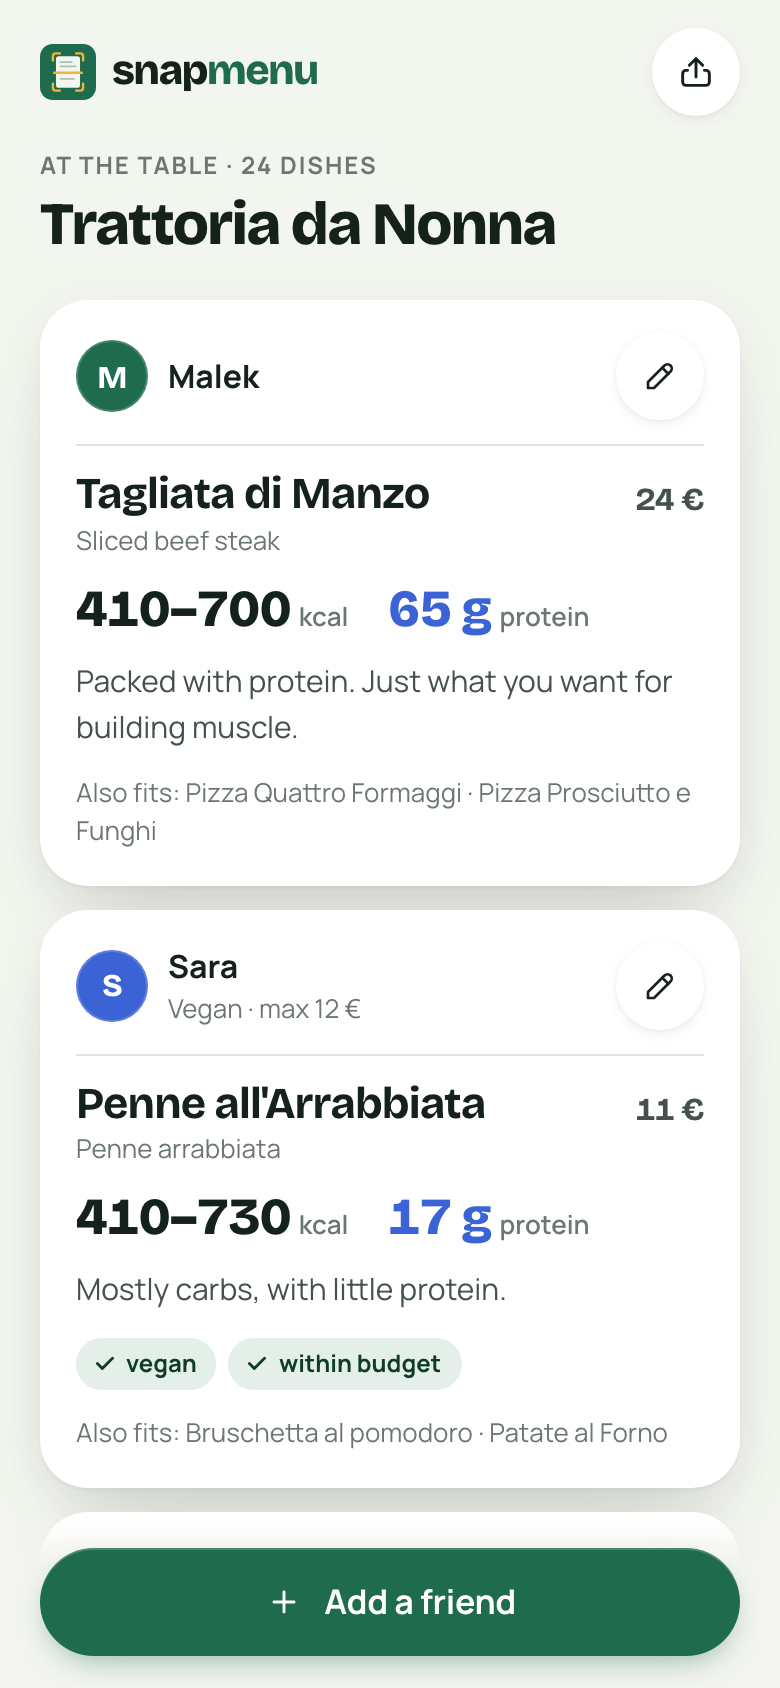 snapmenu
AT THE TABLE · 24 DISHES
Trattoria da Nonna
M
Malek
Tagliata di Manzo
24 €
Sliced beef steak
410–700 kcal 65 g protein
Packed with protein. Just what you want for
building muscle.
Also fits: Pizza Quattro Formaggi · Pizza Prosciutto e
Funghi
S
Sara
Vegan · max 12 €
Penne all'Arrabbiata
11 €
Penne arrabbiata
410–730 kcal 17 g protein
Mostly carbs, with little protein.
vegan
within budget
Also fits: Bruschetta al pomodoro · Patate al Forno
+ Add a friend